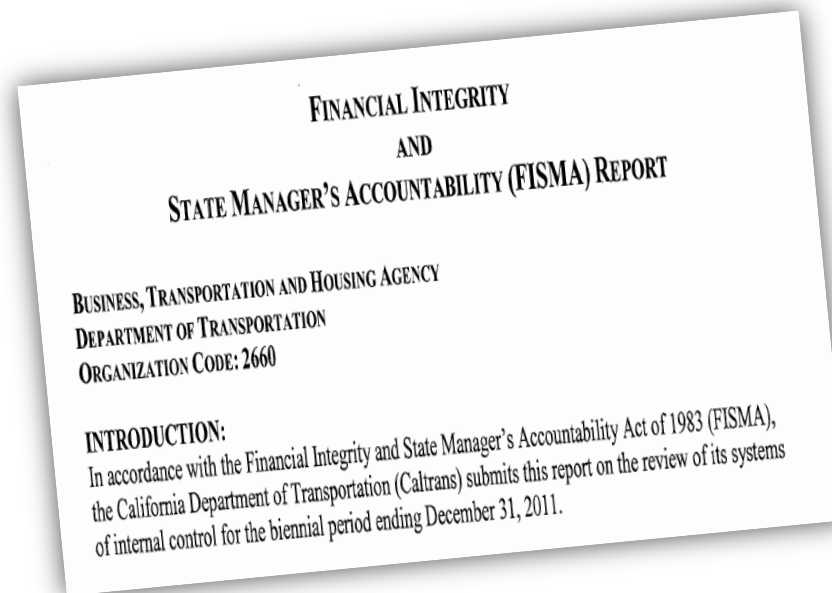 FINANCIAL INTEGRITY
AND
STATE MANAGER'S ACCOUNTABILITY (FISMA) REPORT
BUSINESS, TRANSPORTATION AND HOUSING AGENCY
DEPARTMENT OF TRANSPORTATION
ORGANIZATION CODE: 2660
INTRODUCTION:
In accordance with the Financial Integrity and State Manager's Accountability Act of 1983 (FISMA),
the California Department of Transportation (Caltrans) submits this report on the review of its systems
of internal control for the biennial period ending December 31, 2011.